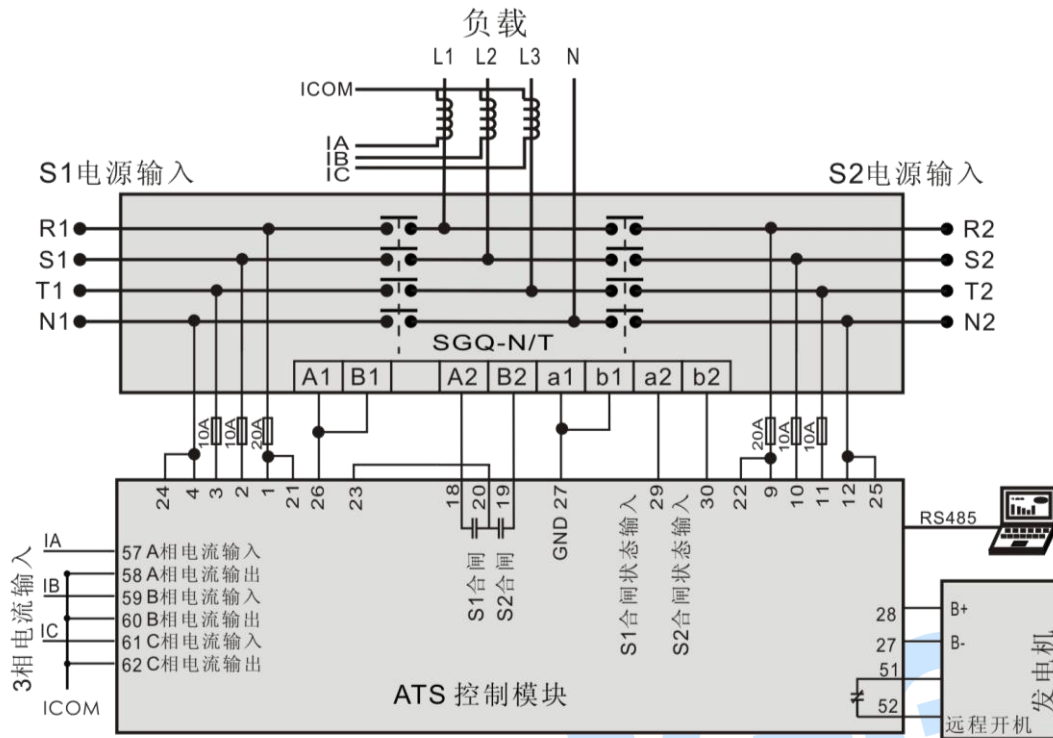 负载
L1 L2 L3 N
ICOM
IA
IB
IC
S1电源输入
S2电源输入
R1
R2
S1
S2
T1
T2
N1
N2
SGQ-N/T
A1 B1 A2 B2 a1 b1 a2 b2
10A 10A 20A
20A 10A 10A
24 4 3 2 1 21 26 23 18 20 19 27 29 30 22 9 10 11 12 25
GND
S1合闸
S2合闸
S1合闸状态输入
S2合闸状态输入
RS485
3相电流输入
IA
57 A相电流输入
58 A相电流输出
IB
59 B相电流输入
60 B相电流输出
IC
61 C相电流输入
62 C相电流输出
ICOM
ATS 控制模块
28
B+
27
B-
51
52
发电机
远程开机